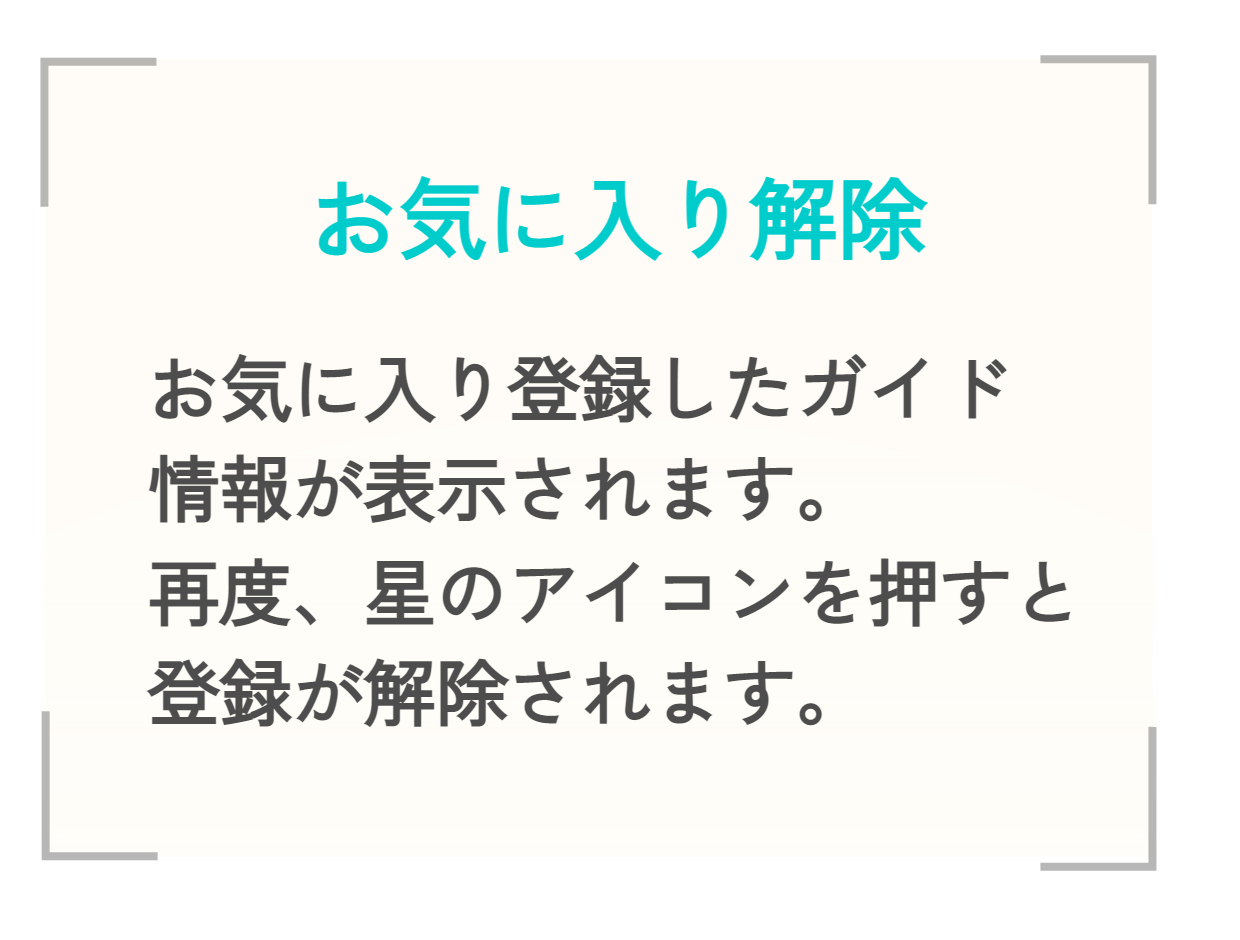 お気に入り解除
お気に入り登録したガイド
情報が表示されます。
再度、星のアイコンを押すと
登録が解除されます。